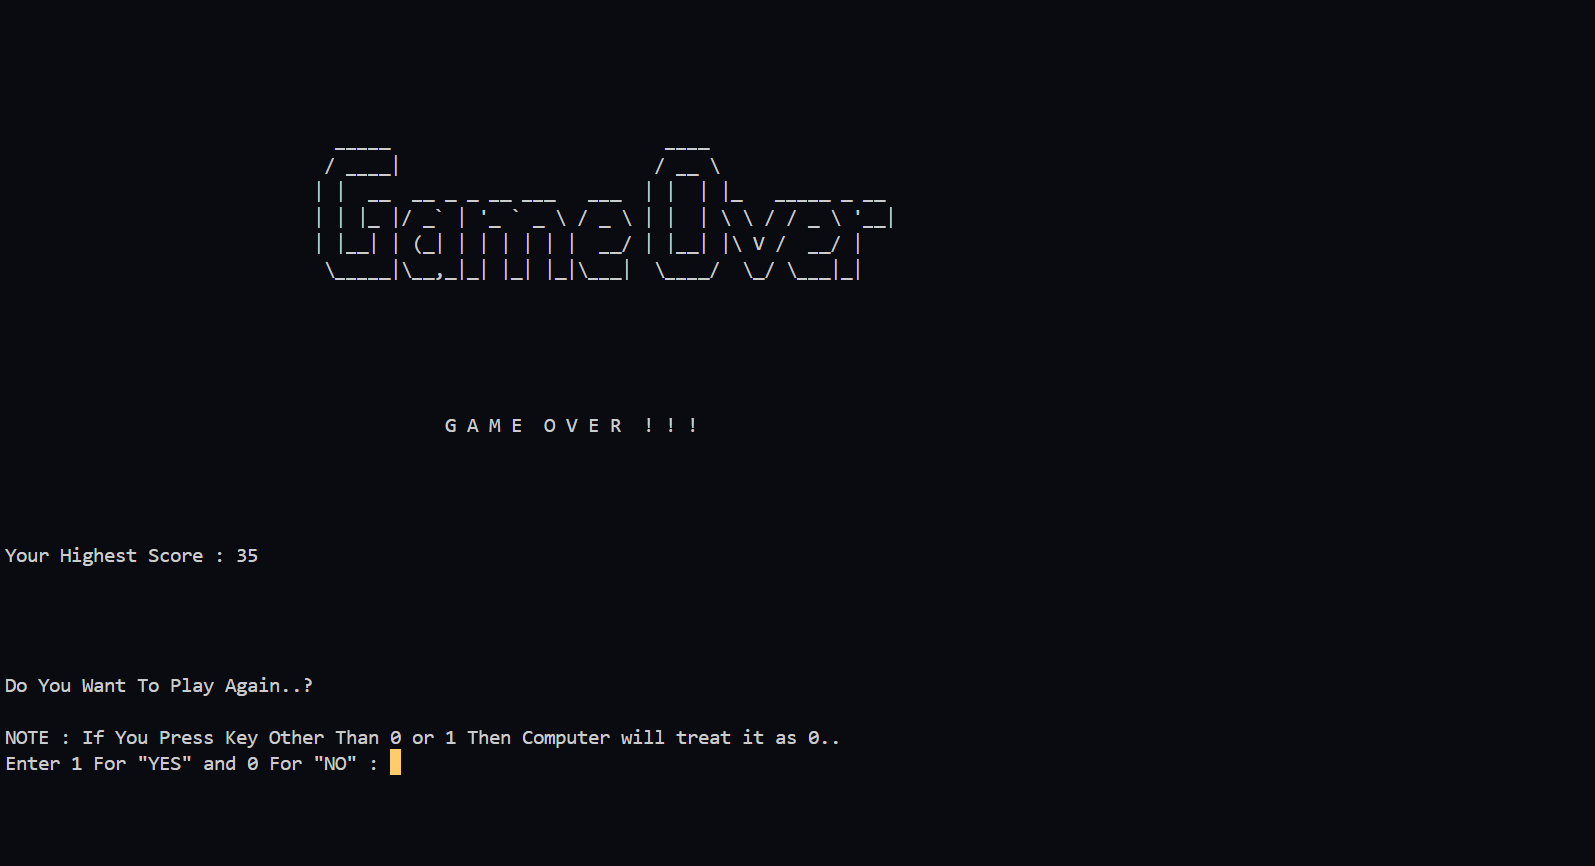 Game Over
G A M E  O V E R  ! ! !
Your Highest Score : 35
Do You Want To Play Again..?
NOTE : If You Press Key Other Than 0 or 1 Then Computer will treat it as 0..
Enter 1 For "YES" and 0 For "NO" :